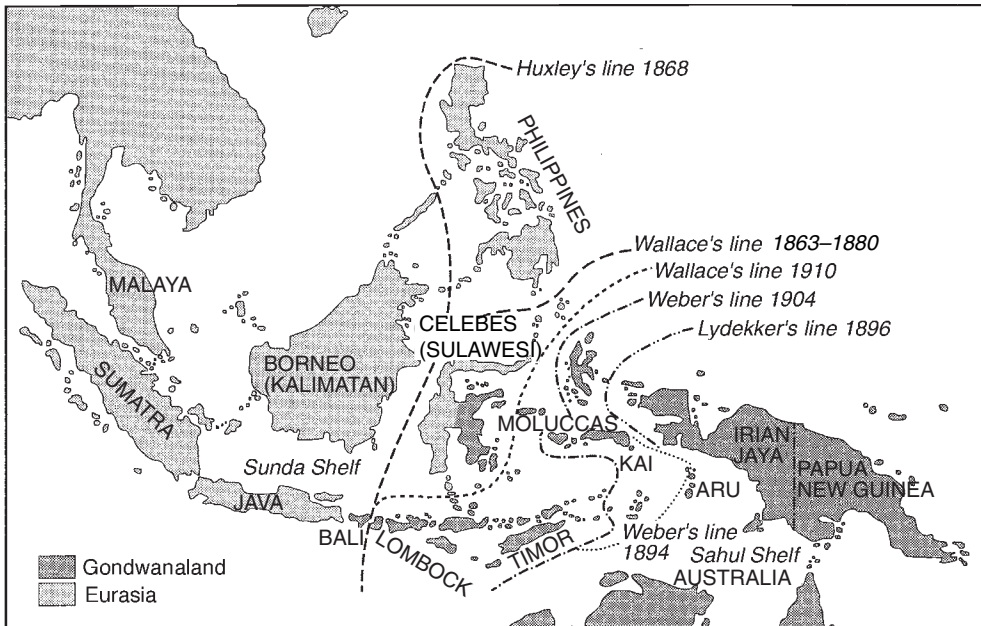 Huxley's line 1868
PHILIPPINES
Wallace's line 1863–1880
Wallace's line 1910
Weber's line 1904
Lydekker's line 1896
MALAYA
CELEBES
(SULAWESI)
BORNEO
(KALIMATAN)
SUMATRA
MOLUCCAS
IRIAN
JAYA
PAPUA
NEW GUINEA
Sunda Shelf
KAI
ARU
JAVA
BALI
LOMBOCK
TIMOR
Weber's line
1894
Sahul Shelf
AUSTRALIA
Gondwanaland
Eurasia